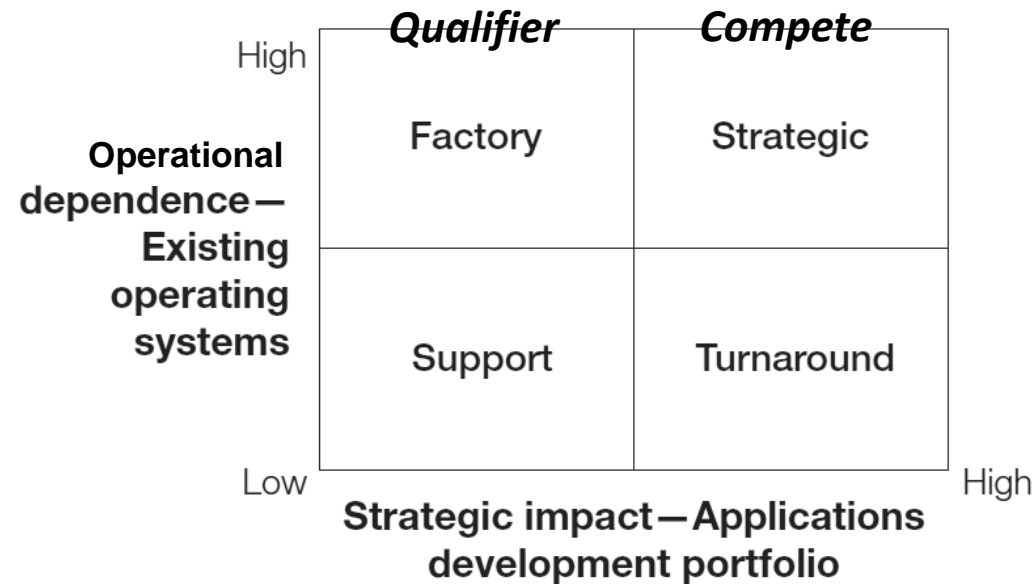 Qualifier
Compete
High
Factory
Strategic
Operational
dependence—
Existing
operating
systems
Support
Turnaround
Low
High
Strategic impact—Applications
development portfolio